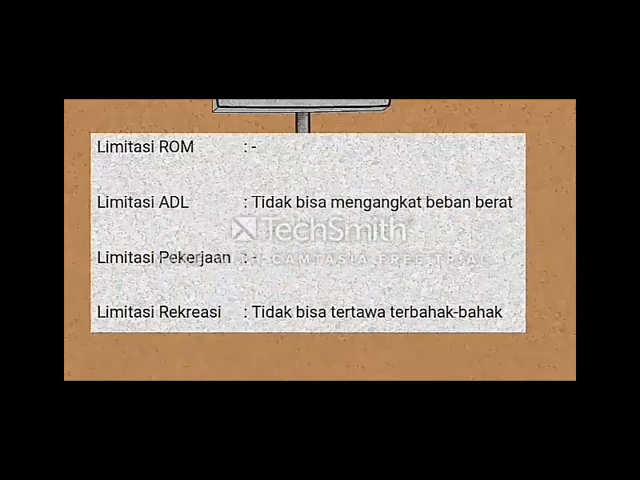 Limitasi ROM : -
Limitasi ADL : Tidak bisa mengangkat beban berat
TechSmith
Limitasi Pekerjaan : -
CAMTASIA FREE TRIAL
Limitasi Rekreasi : Tidak bisa tertawa terbahak-bahak